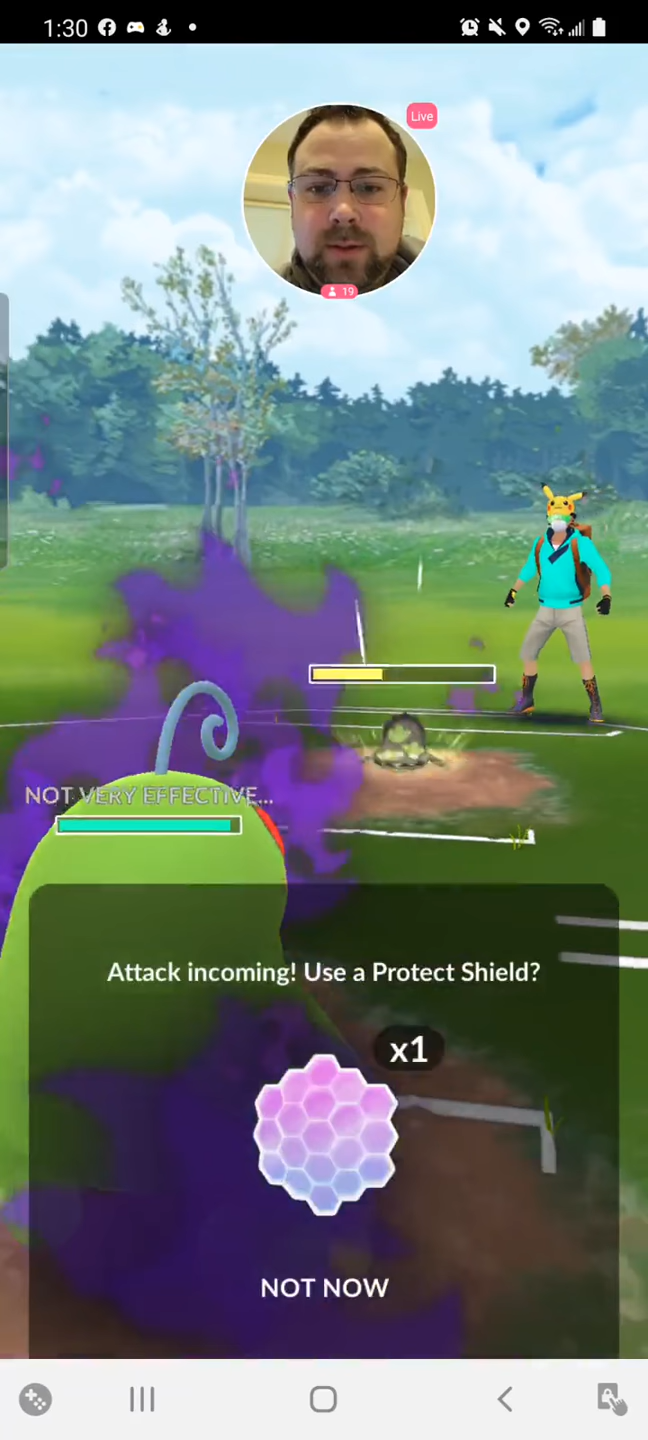 1:30
Live
19
NOT VERY EFFECTIVE...
Attack incoming! Use a Protect Shield?
x1
NOT NOW